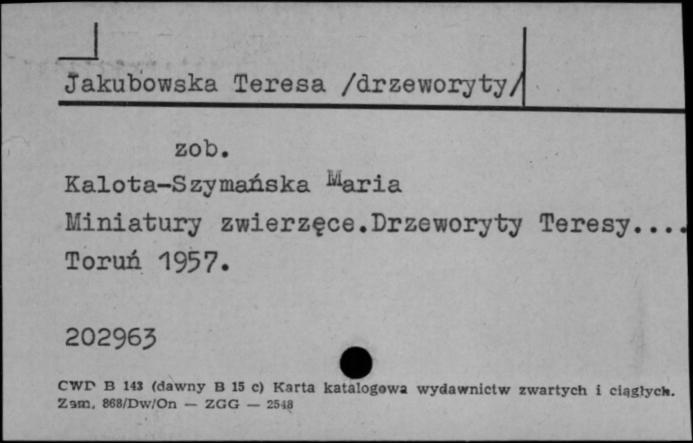 Jakubowska Teresa /drzeworyty/
zob.
Kalota-Szymańska Maria
Miniatury zwierzęce.Drzeworyty Teresy....
Toruń 1957.
202963
CWD B 143 (dawny B 15 c) Karta katalogowa wydawnictw zwartych i ciągłych.
Zam. 868/Dw/On — ZGG — 2548